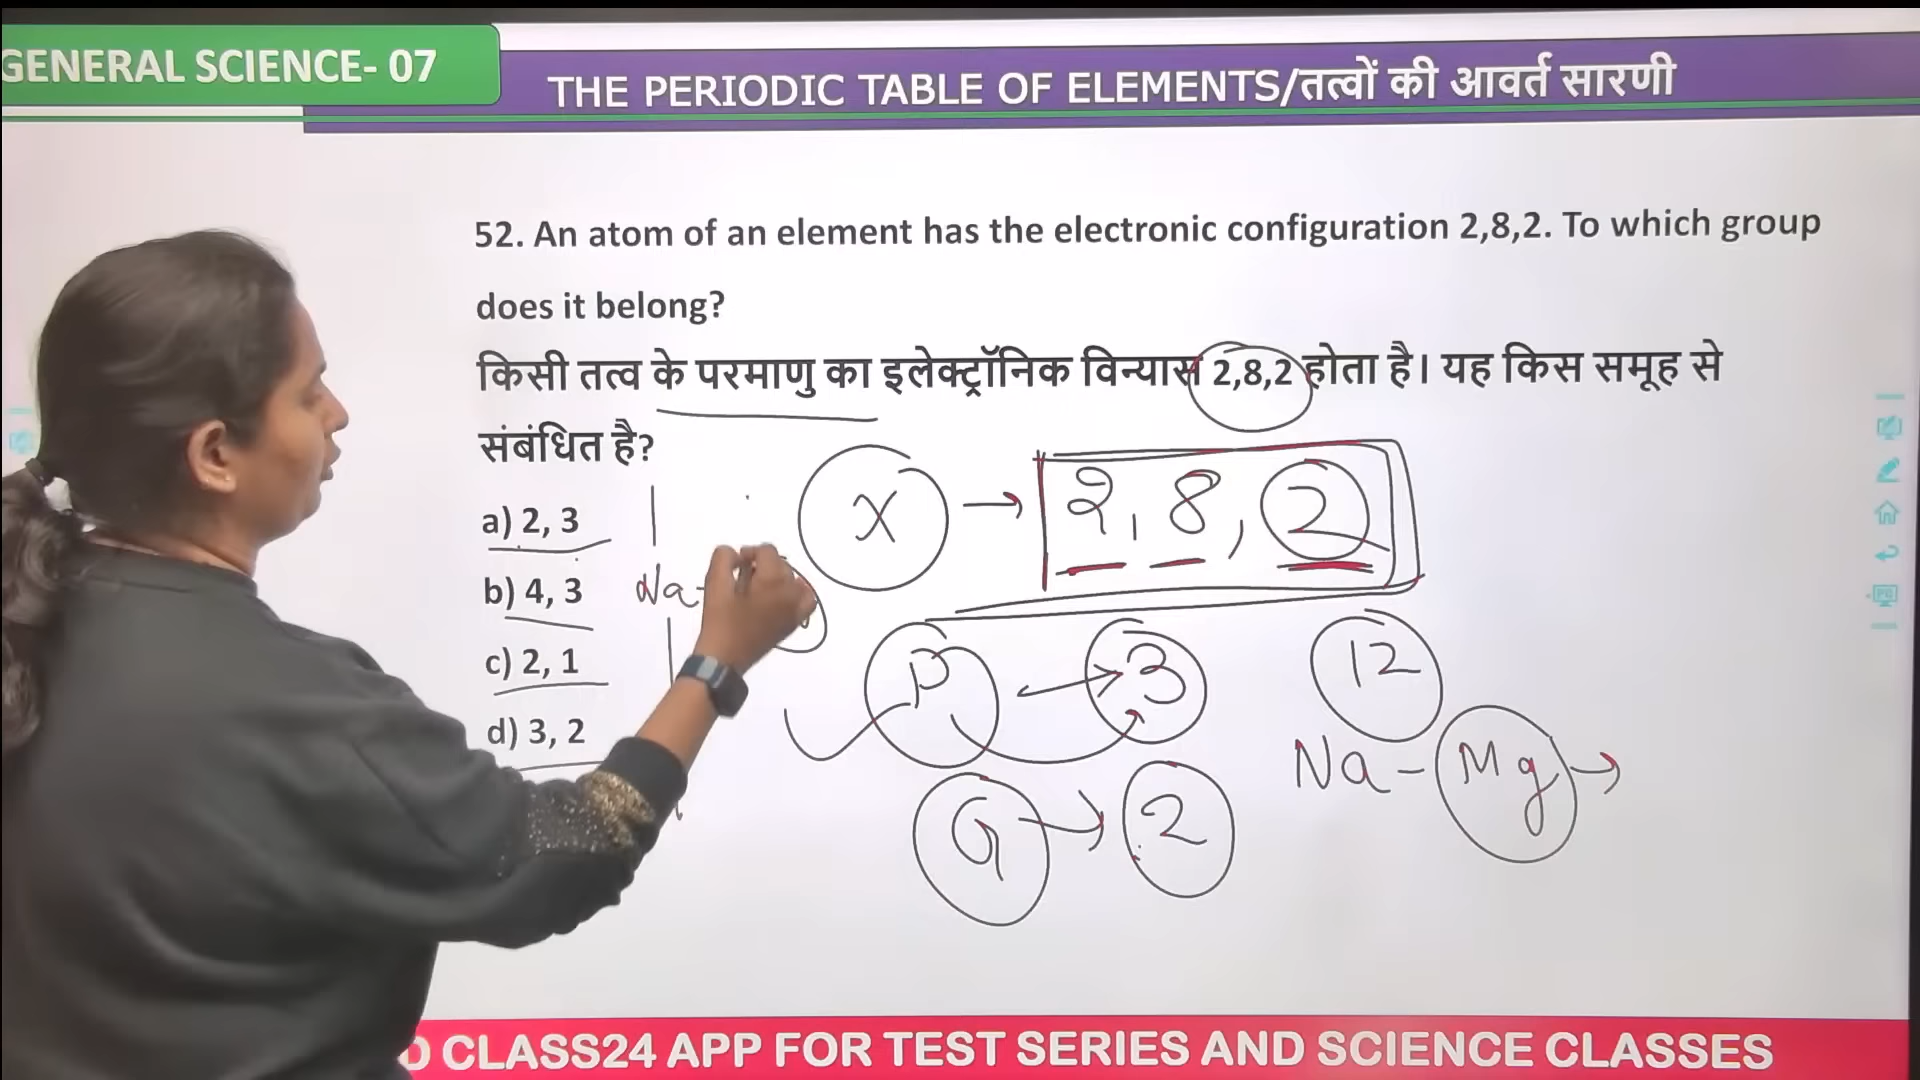 GENERAL SCIENCE- 07
THE PERIODIC TABLE OF ELEMENTS/तत्वों की आवर्त सारणी
52. An atom of an element has the electronic configuration 2,8,2. To which group
does it belong?
किसी तत्व के परमाणु का इलेक्ट्रॉनिक विन्यास 2,8,2 होता है। यह किस समूह से
संबंधित है?
a) 2, 3
b) 4, 3
c) 2, 1
d) 3, 2
X → 2, 8, 2
Na-
P → 3
12
Na - Mg →
G → 2
CLASS24 APP FOR TEST SERIES AND SCIENCE CLASSES